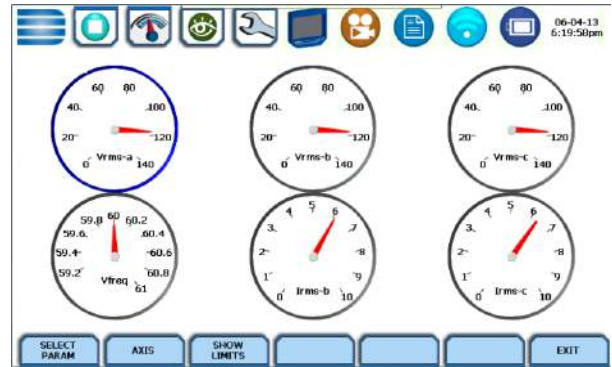 06-04-13
6:19:58pm
0 20 40 60 80 100 120 140
Vrms-a
0 20 40 60 80 100 120 140
Vrms-b
0 20 40 60 80 100 120 140
Vrms-c
59.2 59.4 59.6 59.8 60 60.2 60.4 60.6 60.8 61
Vfreq
0 1 2 3 4 5 6 7 8 9 10
Irms-b
0 1 2 3 4 5 6 7 8 9 10
Irms-c
SELECT
PARAM
AXIS
SHOW
LIMITS
EXIT